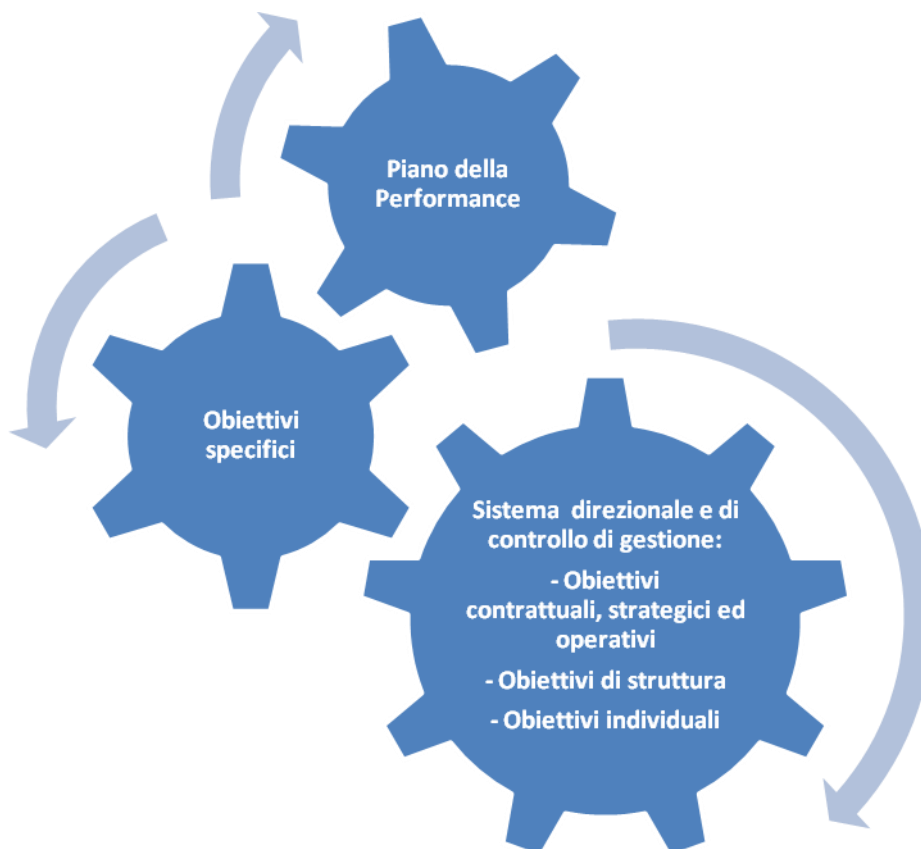 Piano della
Performance
Obiettivi
specifici
Sistema direzionale e di
controllo di gestione:
- Obiettivi
contrattuali, strategici ed
operativi
- Obiettivi di struttura
- Obiettivi individuali